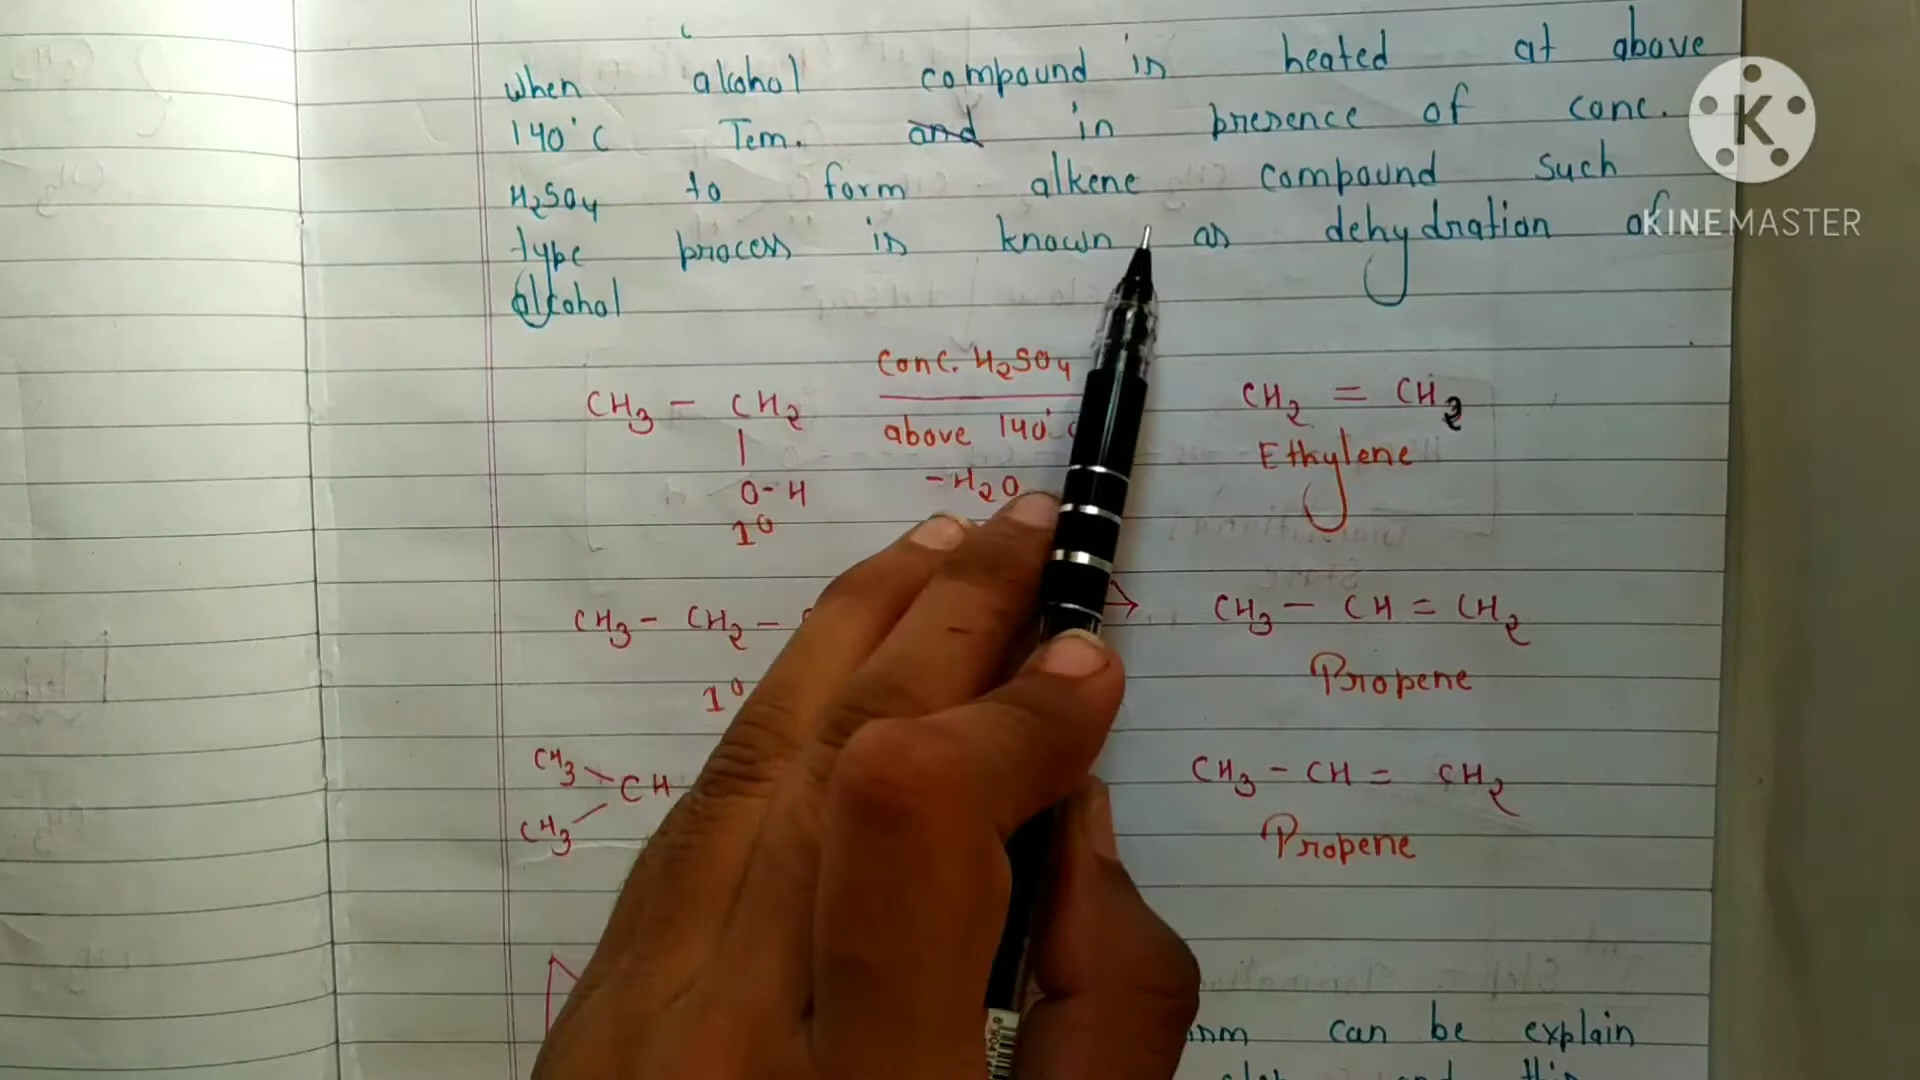 when alcohol compound is heated at above
140°C Tem. and in presence of conc.
H2SO4 to form alkene compound such
type process is known as dehydration of
alcohol
CH3 - CH2 conc. H2SO4 CH2 = CH2
above 140°C Ethylene
O-H -H2O
1°
CH3 - CH2 - → CH3 - CH = CH2
1° Propene
CH3
CH CH3 - CH = CH2
CH3 Propene
can be explain
K
KINEMASTER